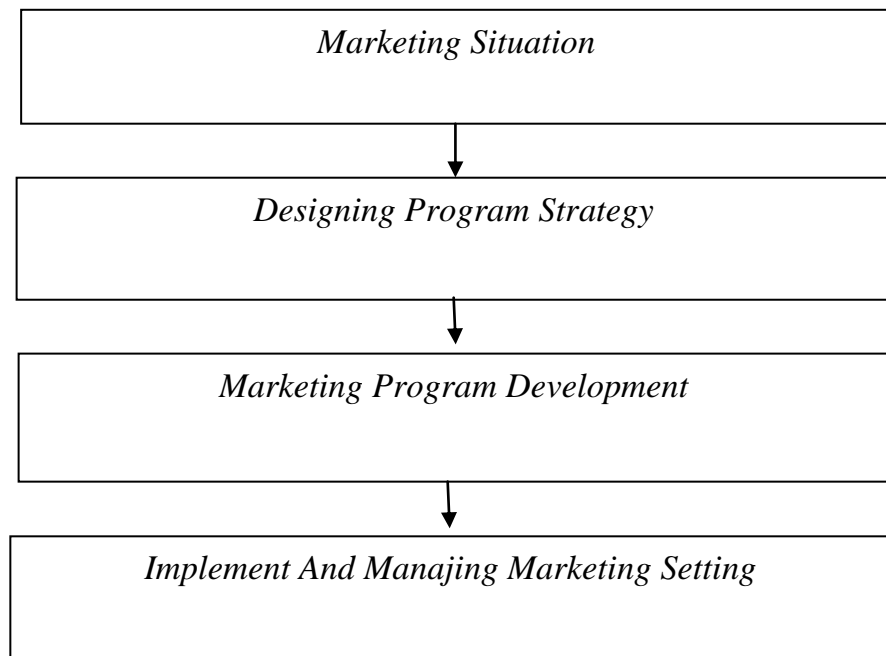 Marketing Situation
Designing Program Strategy
Marketing Program Development
Implement And Manajing Marketing Setting